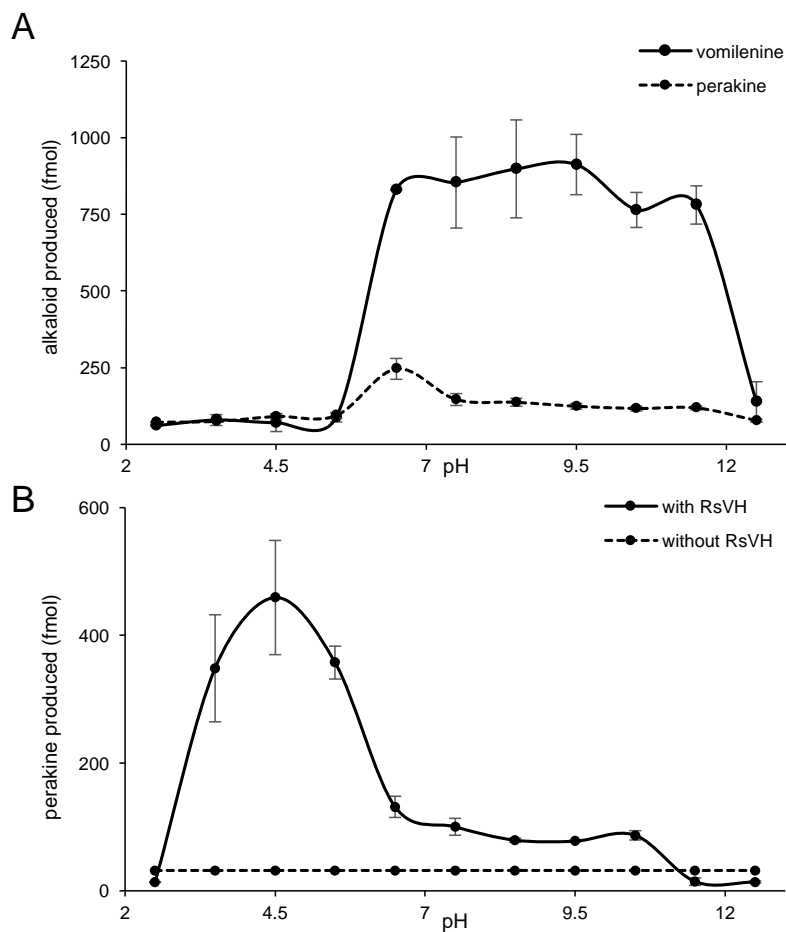 A
vomilenine
perakine
1250
1000
750
500
250
0
alkaloid produced (fmol)
2 4.5 7 9.5 12
pH
B
with RsVH
without RsVH
600
400
200
0
perakine produced (fmol)
2 4.5 7 9.5 12
pH